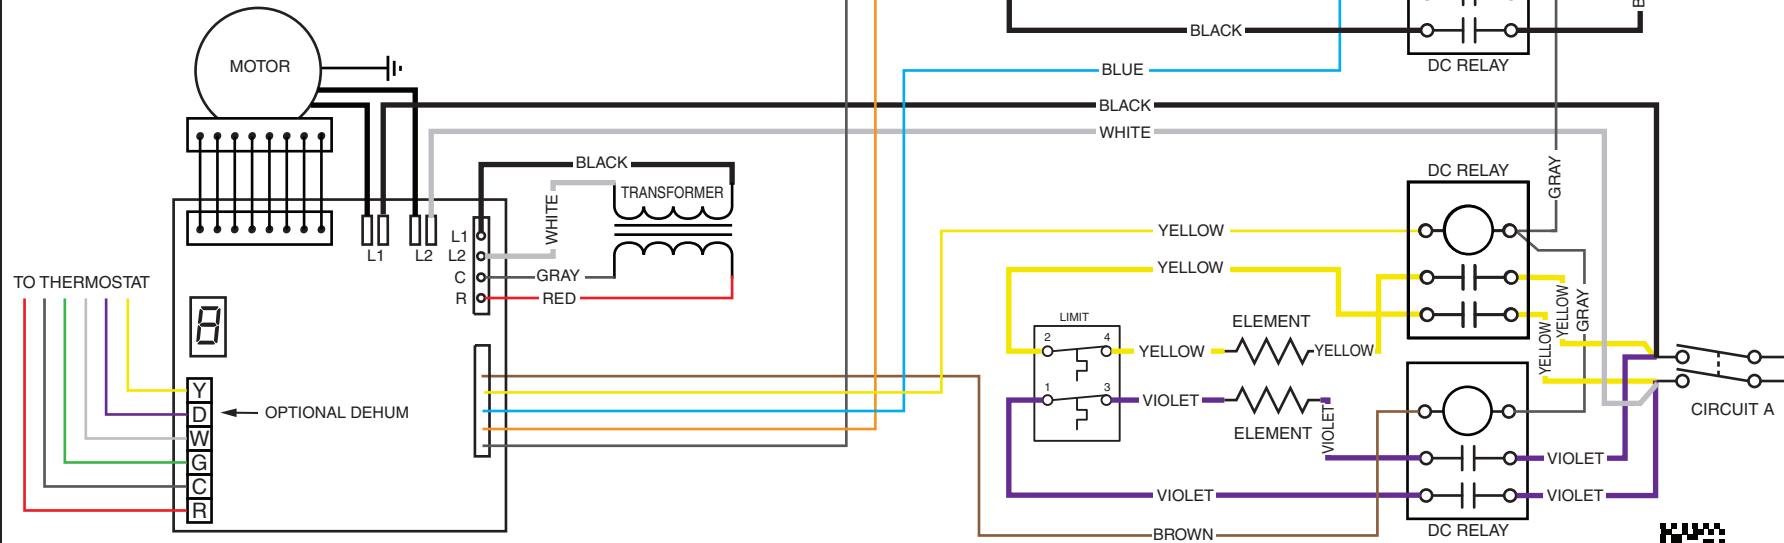 B
BLACK
MOTOR
DC RELAY
BLUE
BLACK
WHITE
BLACK
DC RELAY
GRAY
TRANSFORMER
WHITE
YELLOW
L1
L2
L1
L2
YELLOW
C
GRAY
TO THERMOSTAT
R
RED
YELLOW
GRAY
LIMIT
ELEMENT
2
4
YELLOW
YELLOW
YELLOW
8
1
3
VIOLET
Y
D
OPTIONAL DEHUM
VIOLET
CIRCUIT A
W
ELEMENT
G
VIOLET
C
VIOLET
VIOLET
R
BROWN
DC RELAY